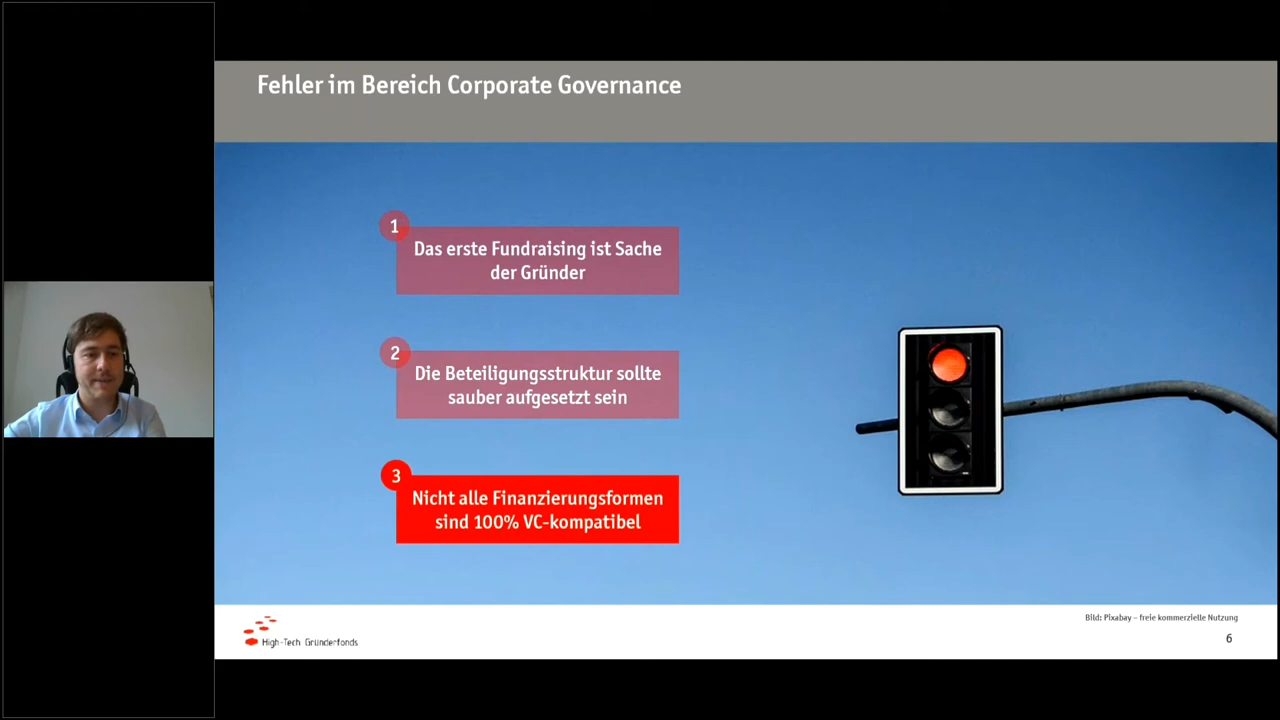 Fehler im Bereich Corporate Governance
1
Das erste Fundraising ist Sache
der Gründer
2
Die Beteiligungsstruktur sollte
sauber aufgesetzt sein
3
Nicht alle Finanzierungsformen
sind 100% VC-kompatibel
High-Tech Gründerfonds
Bild: Pixabay – freie kommerzielle Nutzung
6